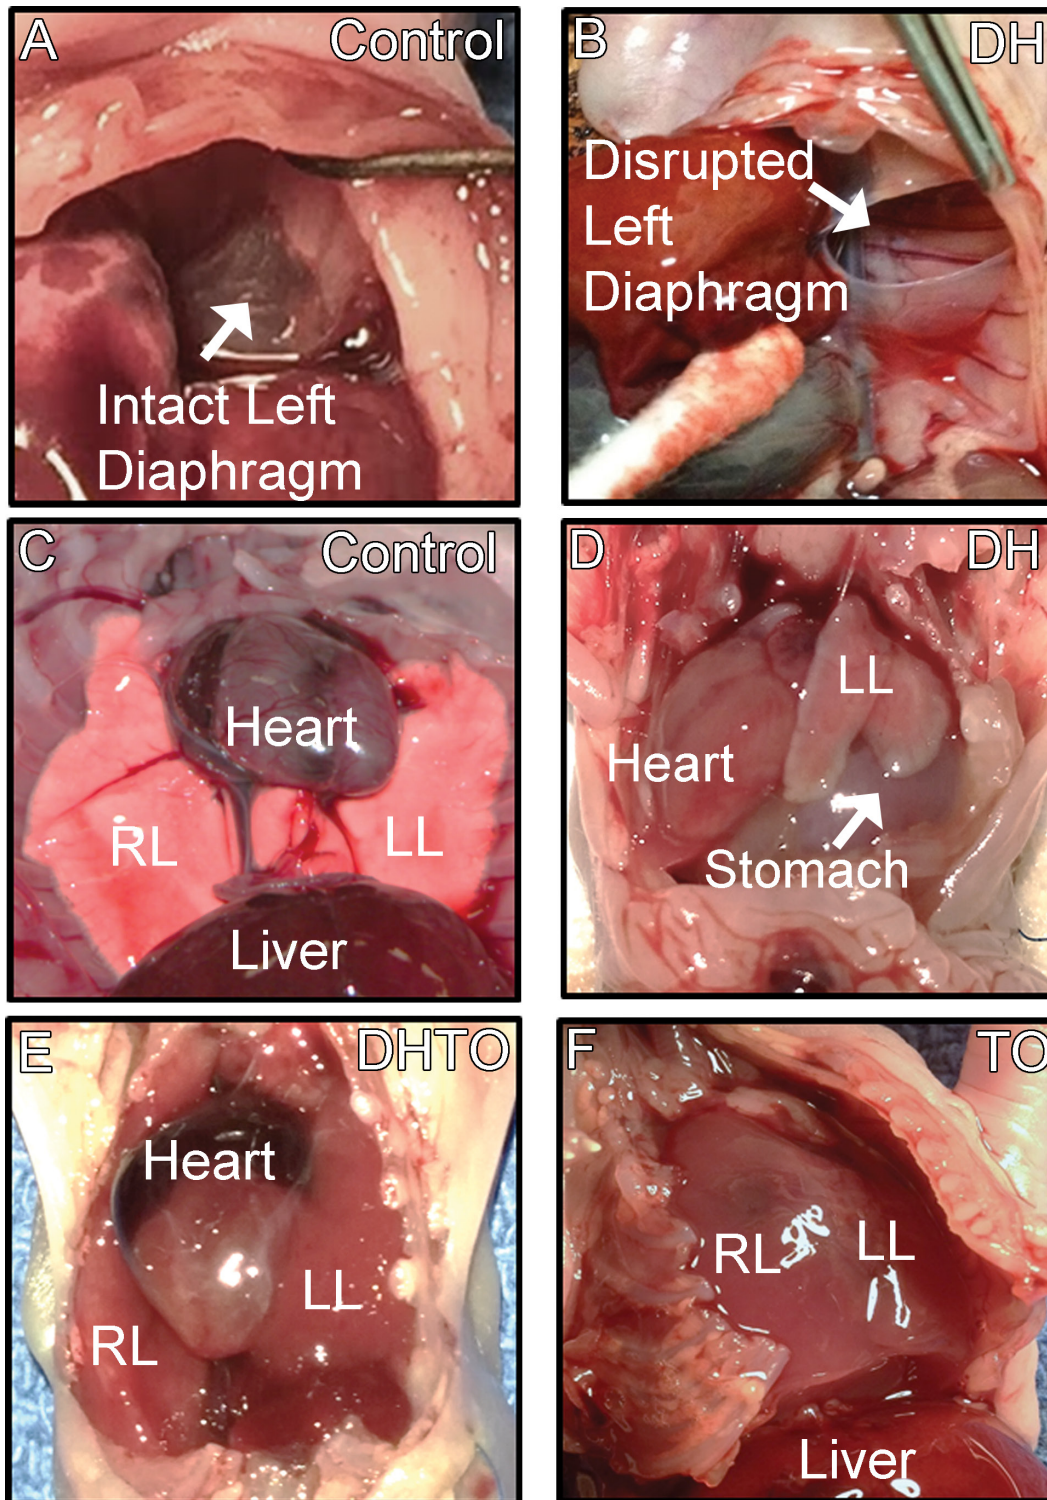 A
Control
Intact Left
Diaphragm
B
DH
Disrupted
Left
Diaphragm
C
Control
Heart
RL
LL
Liver
D
DH
LL
Heart
Stomach
E
DHTO
Heart
LL
RL
F
TO
RL
LL
Liver